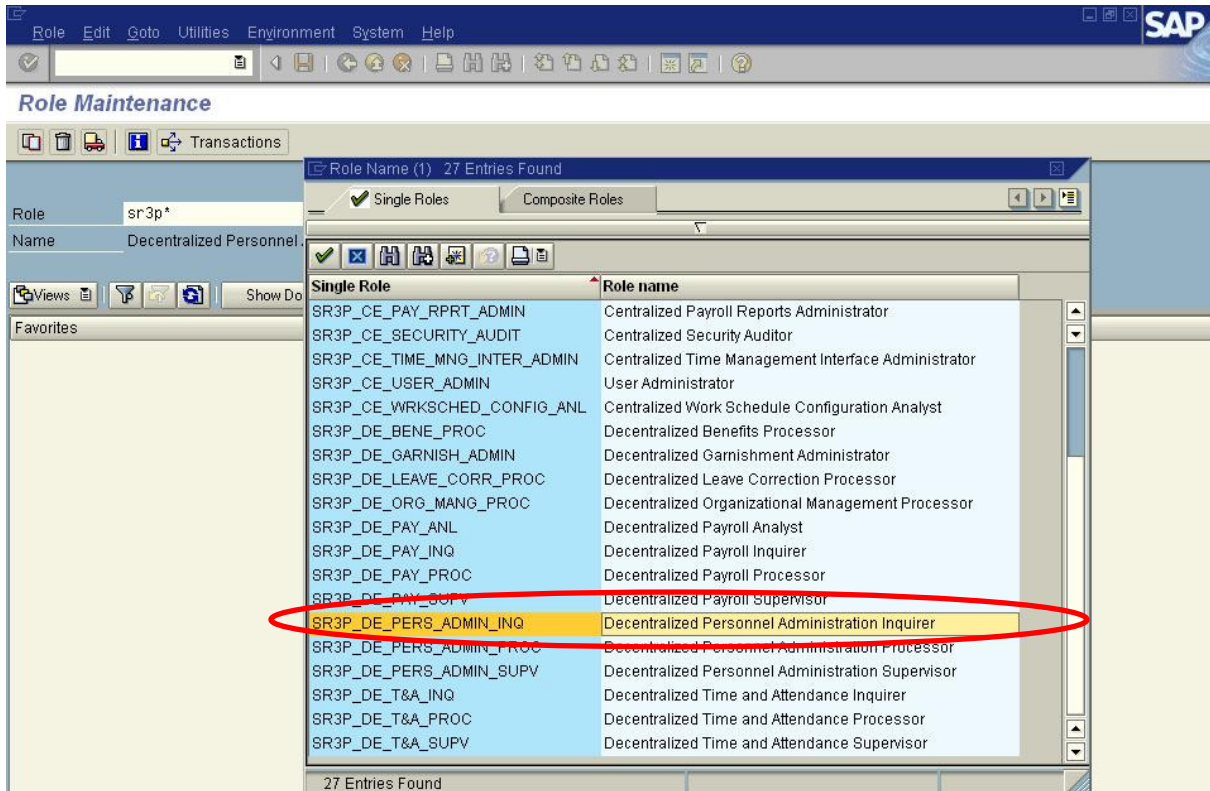 Role Edit Goto Utilities Environment System Help
SAP
Role Maintenance
Transactions
Role Name (1) 27 Entries Found
Single Roles Composite Roles
Role sr3p*
Name Decentralized Personnel
Views Show Do
Favorites
Single Role Role name
SR3P_CE_PAY_RPRT_ADMIN Centralized Payroll Reports Administrator
SR3P_CE_SECURITY_AUDIT Centralized Security Auditor
SR3P_CE_TIME_MNG_INTER_ADMIN Centralized Time Management Interface Administrator
SR3P_CE_USER_ADMIN User Administrator
SR3P_CE_WRKSCHED_CONFIG_ANL Centralized Work Schedule Configuration Analyst
SR3P_DE_BENE_PROC Decentralized Benefits Processor
SR3P_DE_GARNISH_ADMIN Decentralized Garnishment Administrator
SR3P_DE_LEAVE_CORR_PROC Decentralized Leave Correction Processor
SR3P_DE_ORG_MANG_PROC Decentralized Organizational Management Processor
SR3P_DE_PAY_ANL Decentralized Payroll Analyst
SR3P_DE_PAY_INQ Decentralized Payroll Inquirer
SR3P_DE_PAY_PROC Decentralized Payroll Processor
SR3P_DE_PAY_SUPV Decentralized Payroll Supervisor
SR3P_DE_PERS_ADMIN_INQ Decentralized Personnel Administration Inquirer
SR3P_DE_PERS_ADMIN_PROC Decentralized Personnel Administration Processor
SR3P_DE_PERS_ADMIN_SUPV Decentralized Personnel Administration Supervisor
SR3P_DE_T&A_INQ Decentralized Time and Attendance Inquirer
SR3P_DE_T&A_PROC Decentralized Time and Attendance Processor
SR3P_DE_T&A_SUPV Decentralized Time and Attendance Supervisor
27 Entries Found